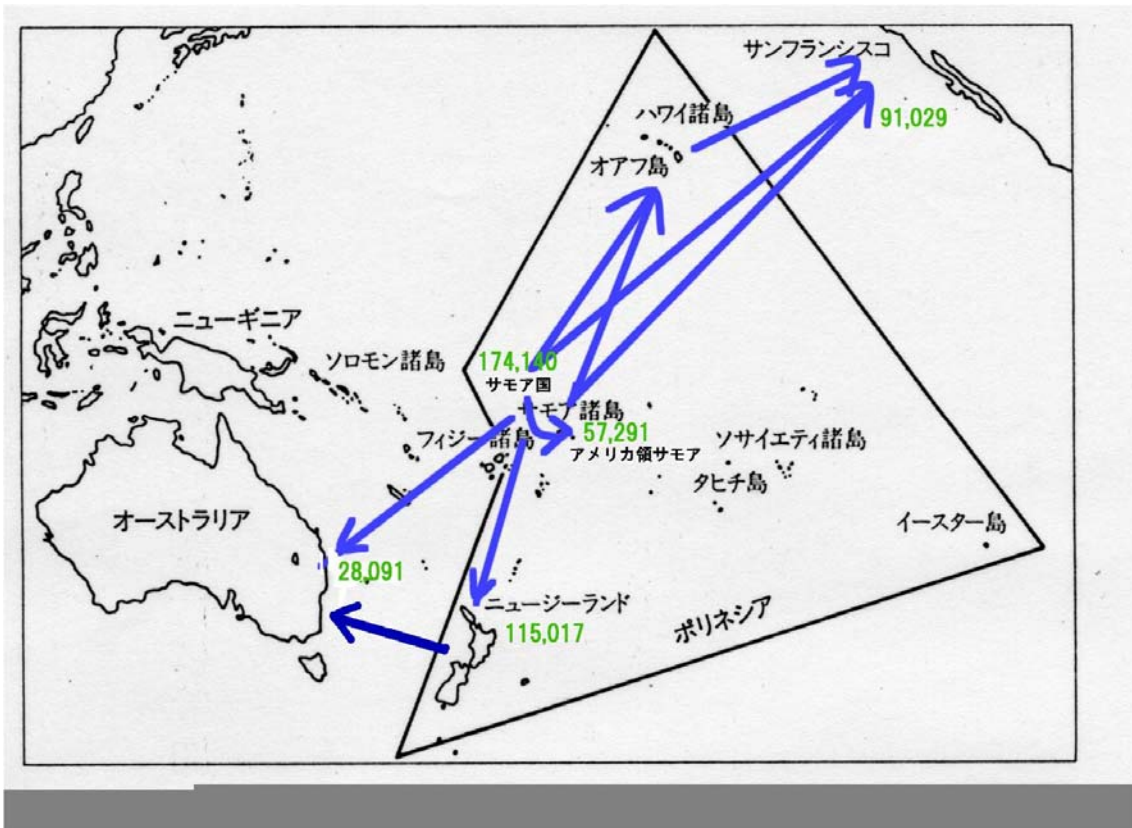 サンフランシスコ
91,029
ハワイ諸島
オアフ島
ニューギニア
ソロモン諸島
174,140
サモア国
サモア諸島
フィジー諸島
57,291
アメリカ領サモア
ソサイエティ諸島
タヒチ島
オーストラリア
イースター島
28,091
ニュージーランド
115,017
ポリネシア